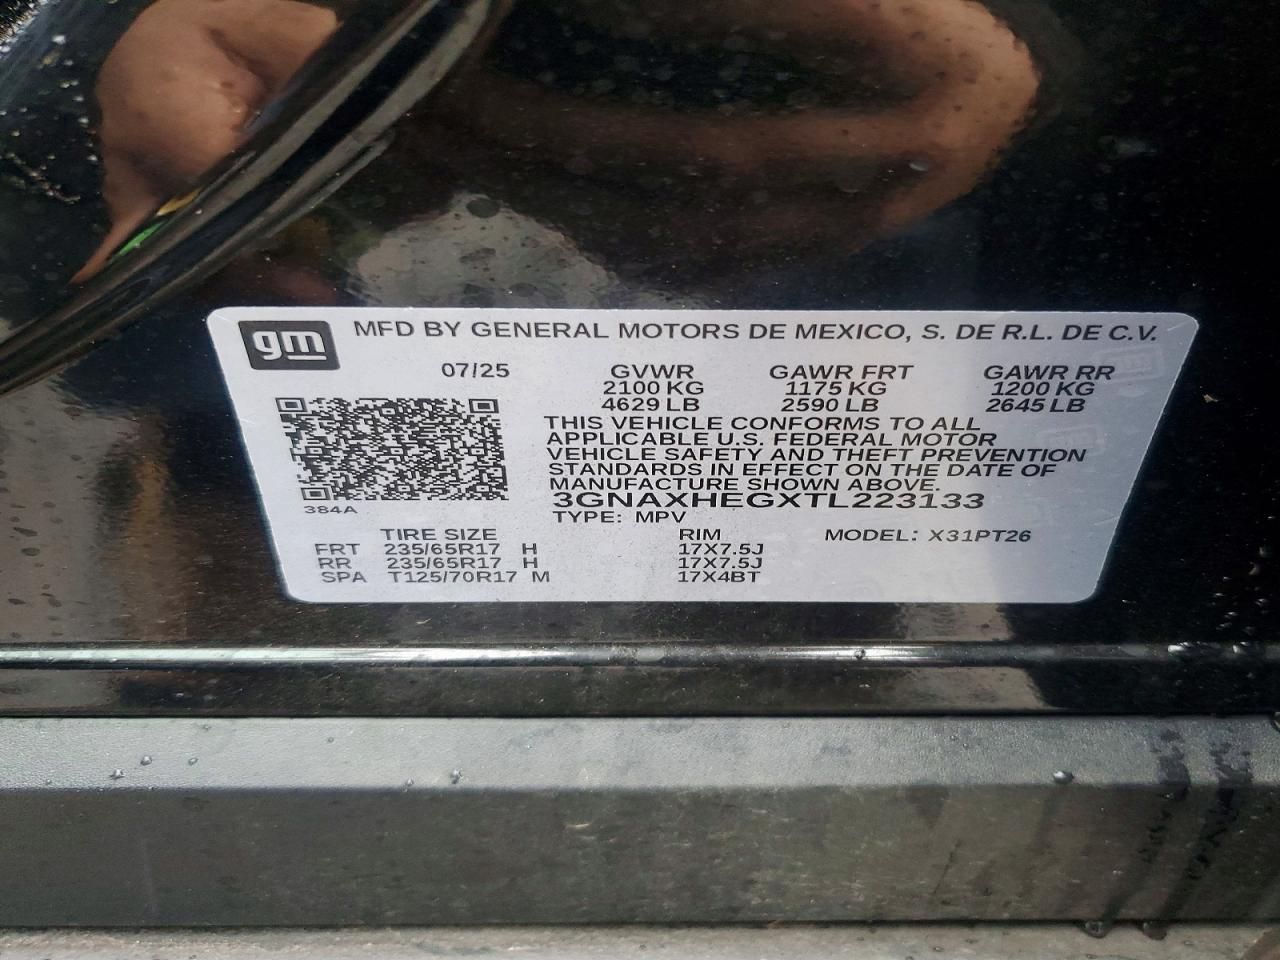 gm MFD BY GENERAL MOTORS DE MEXICO, S. DE R.L. DE C.V.
07/25 GVWR GAWR FRT GAWR RR
2100 KG 1175 KG 1200 KG
4629 LB 2590 LB 2645 LB
THIS VEHICLE CONFORMS TO ALL
APPLICABLE U.S. FEDERAL MOTOR
VEHICLE SAFETY AND THEFT PREVENTION
STANDARDS IN EFFECT ON THE DATE OF
MANUFACTURE SHOWN ABOVE.
3GNAXHEGXTL223133
384A TYPE: MPV
TIRE SIZE RIM MODEL: X31PT26
FRT 235/65R17 H 17X7.5J
RR 235/65R17 H 17X7.5J
SPA T125/70R17 M 17X4BT